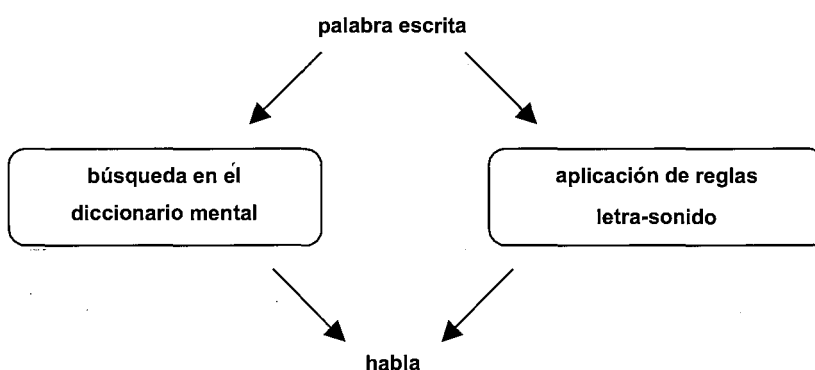 palabra escrita
búsqueda en el
diccionario mental
aplicación de reglas
letra-sonido
habla